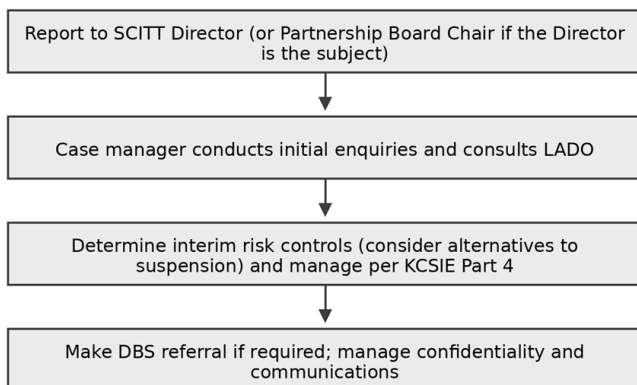 Report to SCITT Director (or Partnership Board Chair if the Director
is the subject)
Case manager conducts initial enquiries and consults LADO
Determine interim risk controls (consider alternatives to
suspension) and manage per KCSIE Part 4
Make DBS referral if required; manage confidentiality and
communications